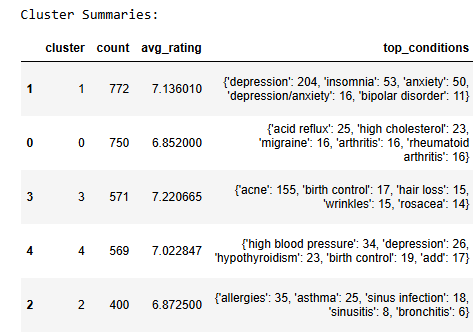 Cluster Summaries:
cluster count avg_rating top_conditions
{'depression': 204, 'insomnia': 53, 'anxiety': 50,
1 1 772 7.136010
'depression/anxiety': 16, 'bipolar disorder': 11}
{'acid reflux': 25, 'high cholesterol': 23,
0 0 750 6.852000 'migraine': 16, 'arthritis': 16, 'rheumatoid
arthritis': 16}
{'acne': 155, 'birth control': 17, 'hair loss': 15,
3 3 571 7.220665
'wrinkles': 15, 'rosacea': 14}
{'high blood pressure': 34, 'depression': 26,
4 4 569 7.022847
'hypothyroidism': 23, 'birth control': 19, 'add': 17}
{'allergies': 35, 'asthma': 25, 'sinus infection': 18,
2 2 400 6.872500
'sinusitis': 8, 'bronchitis': 6}